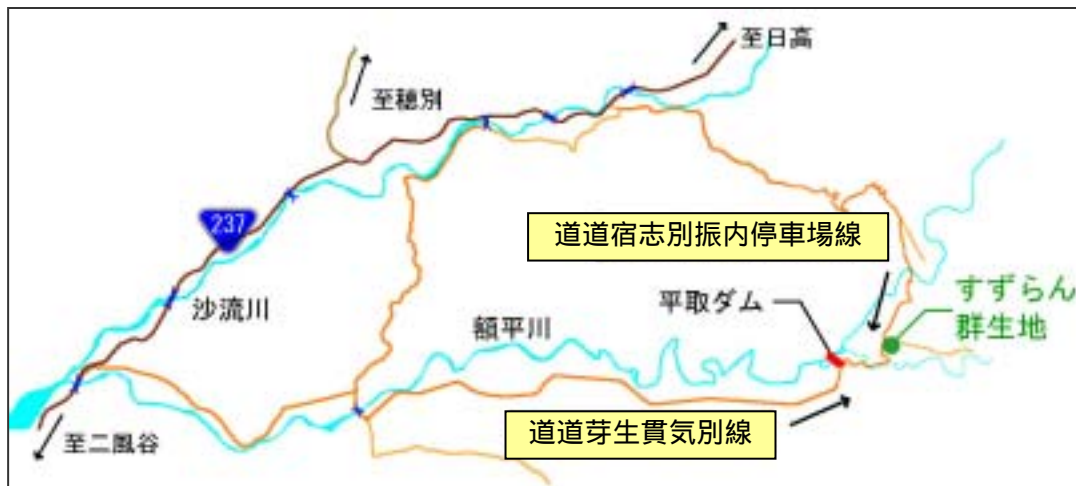 至日高
至穂別
237
道道宿志別振内停車場線
すずらん
群生地
平取ダム
沙流川
額平川
道道芽生貫気別線
至二風谷